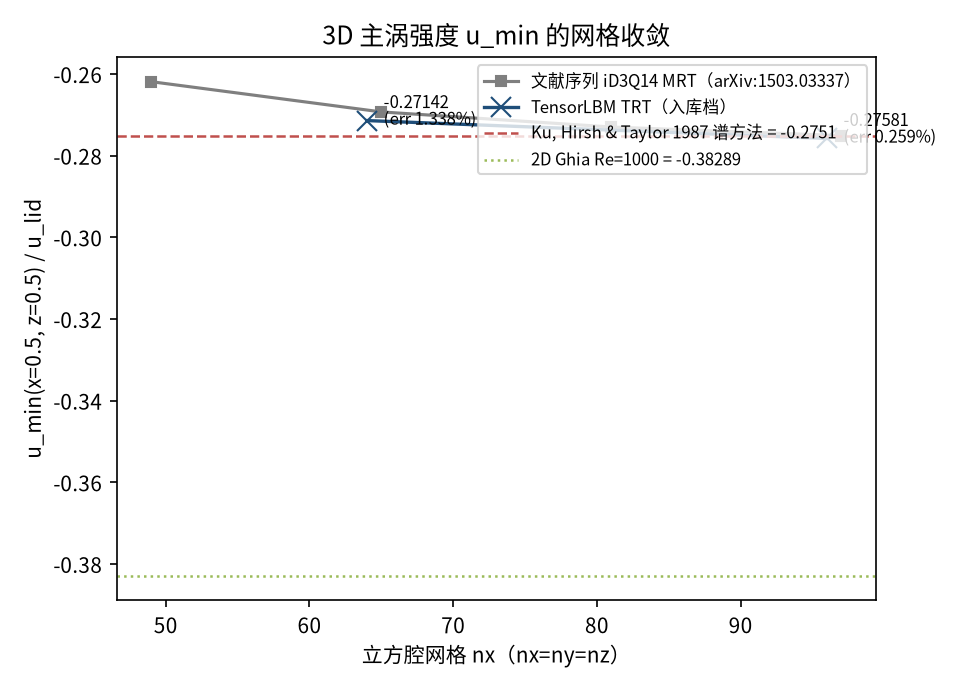 3D 主涡强度 u_min 的网格收敛
u_min(x=0.5, z=0.5) / u_lid
-0.26
-0.28
-0.30
-0.32
-0.34
-0.36
-0.38
文献序列 iD3Q14 MRT（arXiv:1503.03337）
TensorLBM TRT（入库档）
Ku, Hirsh & Taylor 1987 谱方法 = -0.2751
2D Ghia Re=1000 = -0.38289
-0.27142
(err 1.338%)
-0.27581
(err 0.259%)
50
60
70
80
90
立方腔网格 nx（nx=ny=nz）